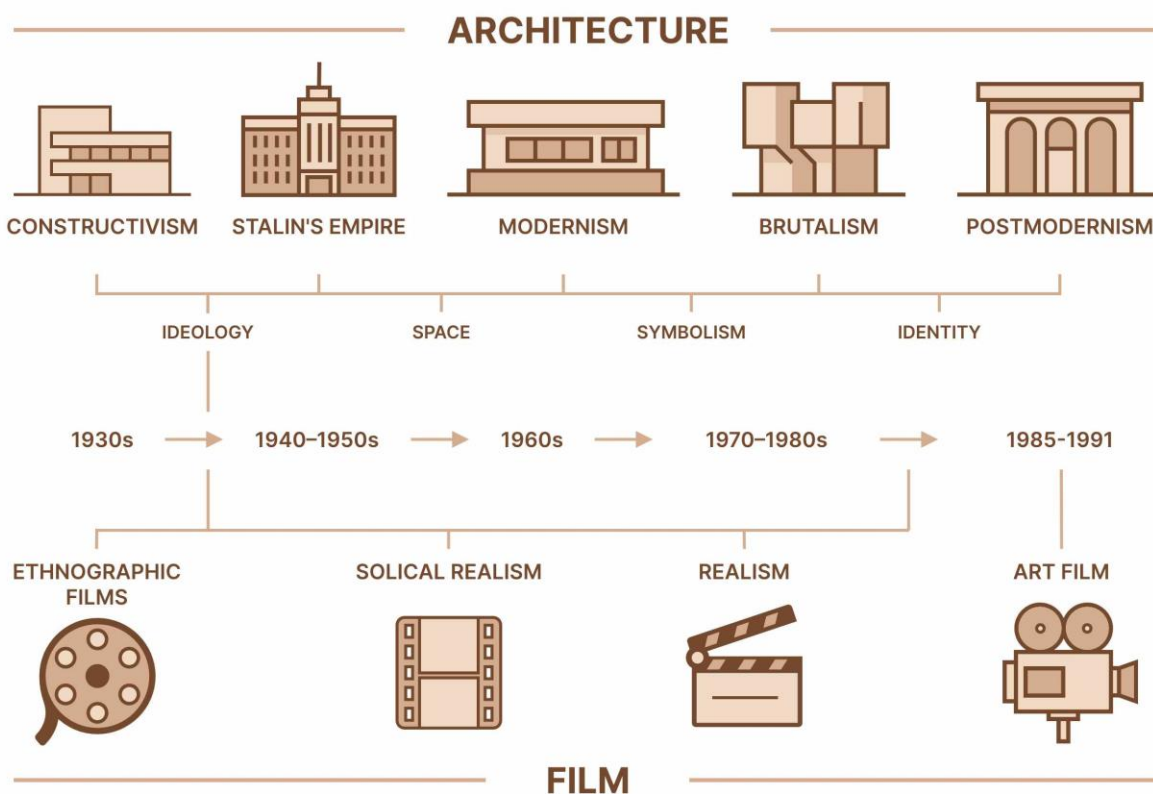 ARCHITECTURE
CONSTRUCTIVISM
STALIN'S EMPIRE
MODERNISM
BRUTALISM
POSTMODERNISM
IDEOLOGY
SPACE
SYMBOLISM
IDENTITY
1930s
1940–1950s
1960s
1970–1980s
1985-1991
ETHNOGRAPHIC
FILMS
SOLICAL REALISM
REALISM
ART FILM
FILM